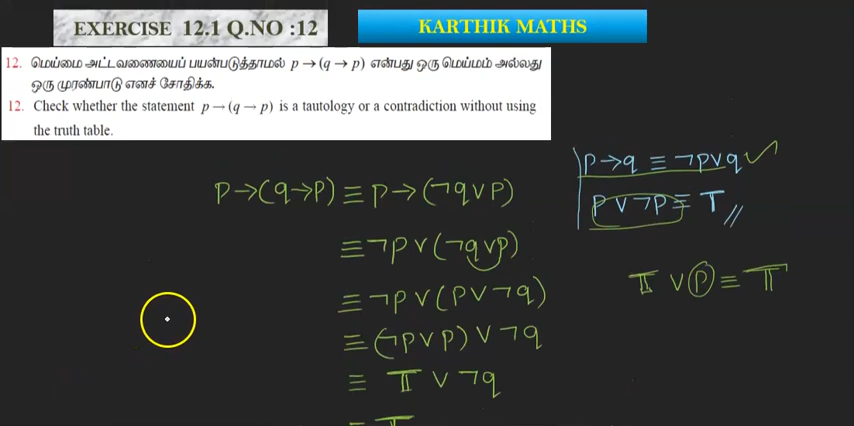 EXERCISE 12.1 Q.NO :12
KARTHIK MATHS
12. மெய்மை அட்டவணையைப் பயன்படுத்தாமல் p → (q → p) என்பது ஒரு மெய்மம் அல்லது
ஒரு முரண்பாடு எனச் சோதிக்க.
12. Check whether the statement p → (q → p) is a tautology or a contradiction without using
the truth table.
p→q ≡ ¬p∨q ✓
p ∨ ¬p ≡ T //
P→(q→P) ≡ P→(¬q∨P)
≡ ¬P∨(¬q∨p)
≡ ¬P∨(P∨¬q)
≡ (¬P∨P)∨¬q
≡ T ∨ ¬q
≡ T
T ∨ p ≡ T